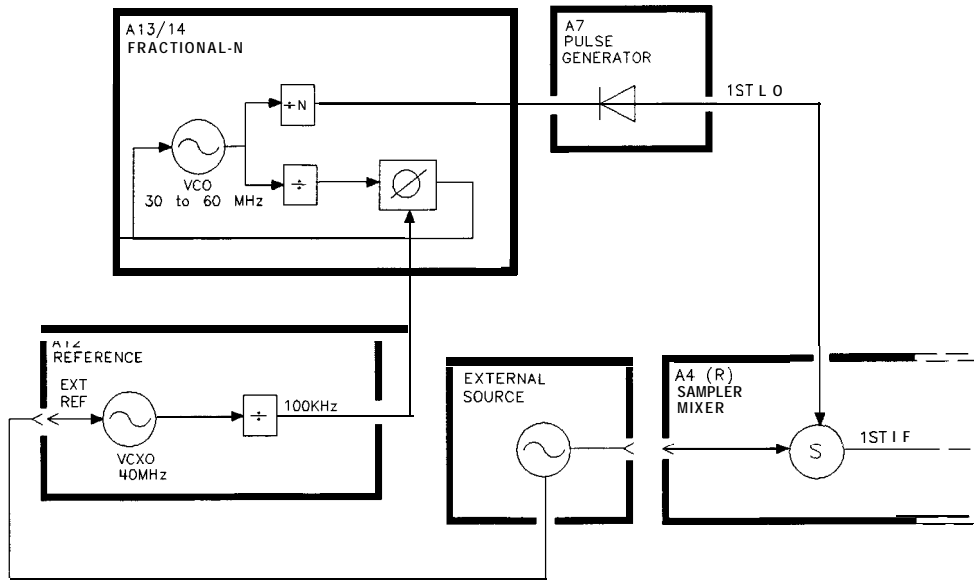 A13/14
FRACTIONAL-N
÷N
VCO
30 to 60 MHz
÷
Ø
A7
PULSE
GENERATOR
1ST LO
A12
REFERENCE
EXT
REF
VCXO
40MHz
÷
100KHz
EXTERNAL
SOURCE
A4 (R)
SAMPLER
MIXER
S
1ST IF